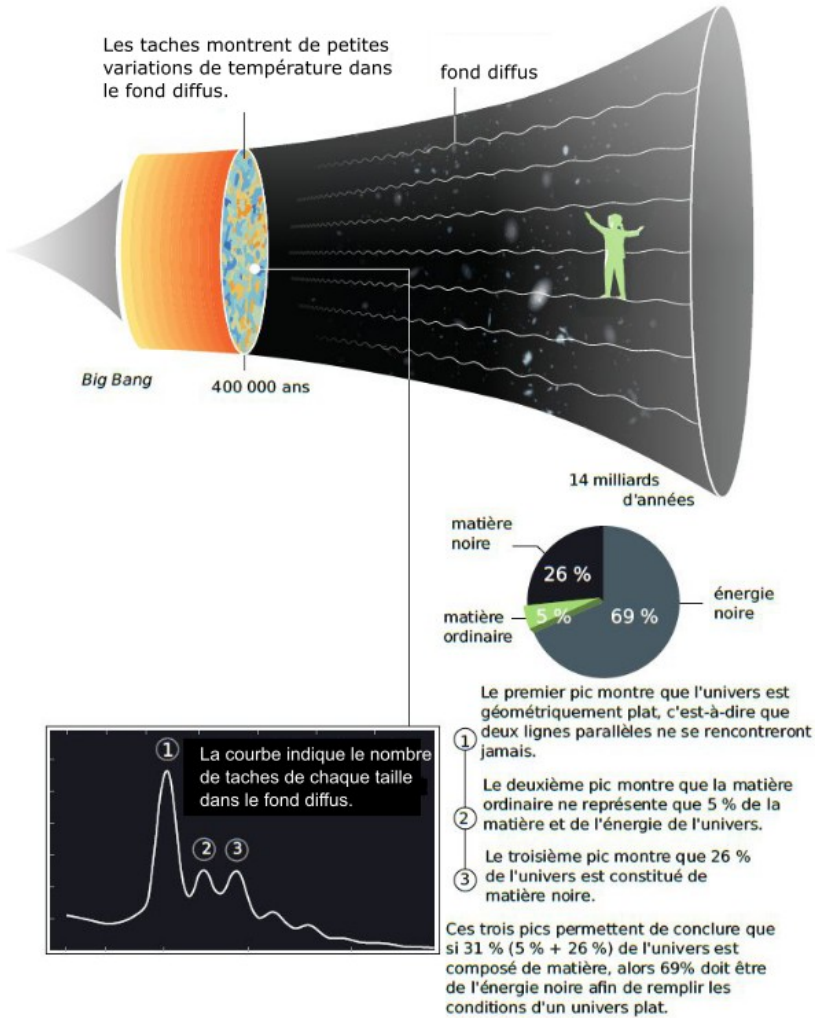 Les taches montrent de petites
variations de température dans
le fond diffus.
fond diffus
Big Bang
400 000 ans
14 milliards
d'années
matière
noire
26 %
matière
ordinaire
5 %
69 %
énergie
noire
1
La courbe indique le nombre
de taches de chaque taille
dans le fond diffus.
2
3
Le premier pic montre que l'univers est
géométriquement plat, c'est-à-dire que
deux lignes parallèles ne se rencontreront
jamais.
1
Le deuxième pic montre que la matière
ordinaire ne représente que 5 % de la
matière et de l'énergie de l'univers.
2
Le troisième pic montre que 26 %
de l'univers est constitué de
matière noire.
3
Ces trois pics permettent de conclure que
si 31 % (5 % + 26 %) de l'univers est
composé de matière, alors 69% doit être
de l'énergie noire afin de remplir les
conditions d'un univers plat.